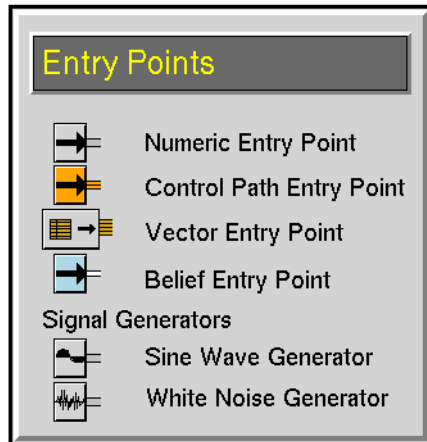 Entry Points
Numeric Entry Point
Control Path Entry Point
Vector Entry Point
Belief Entry Point
Signal Generators
Sine Wave Generator
White Noise Generator